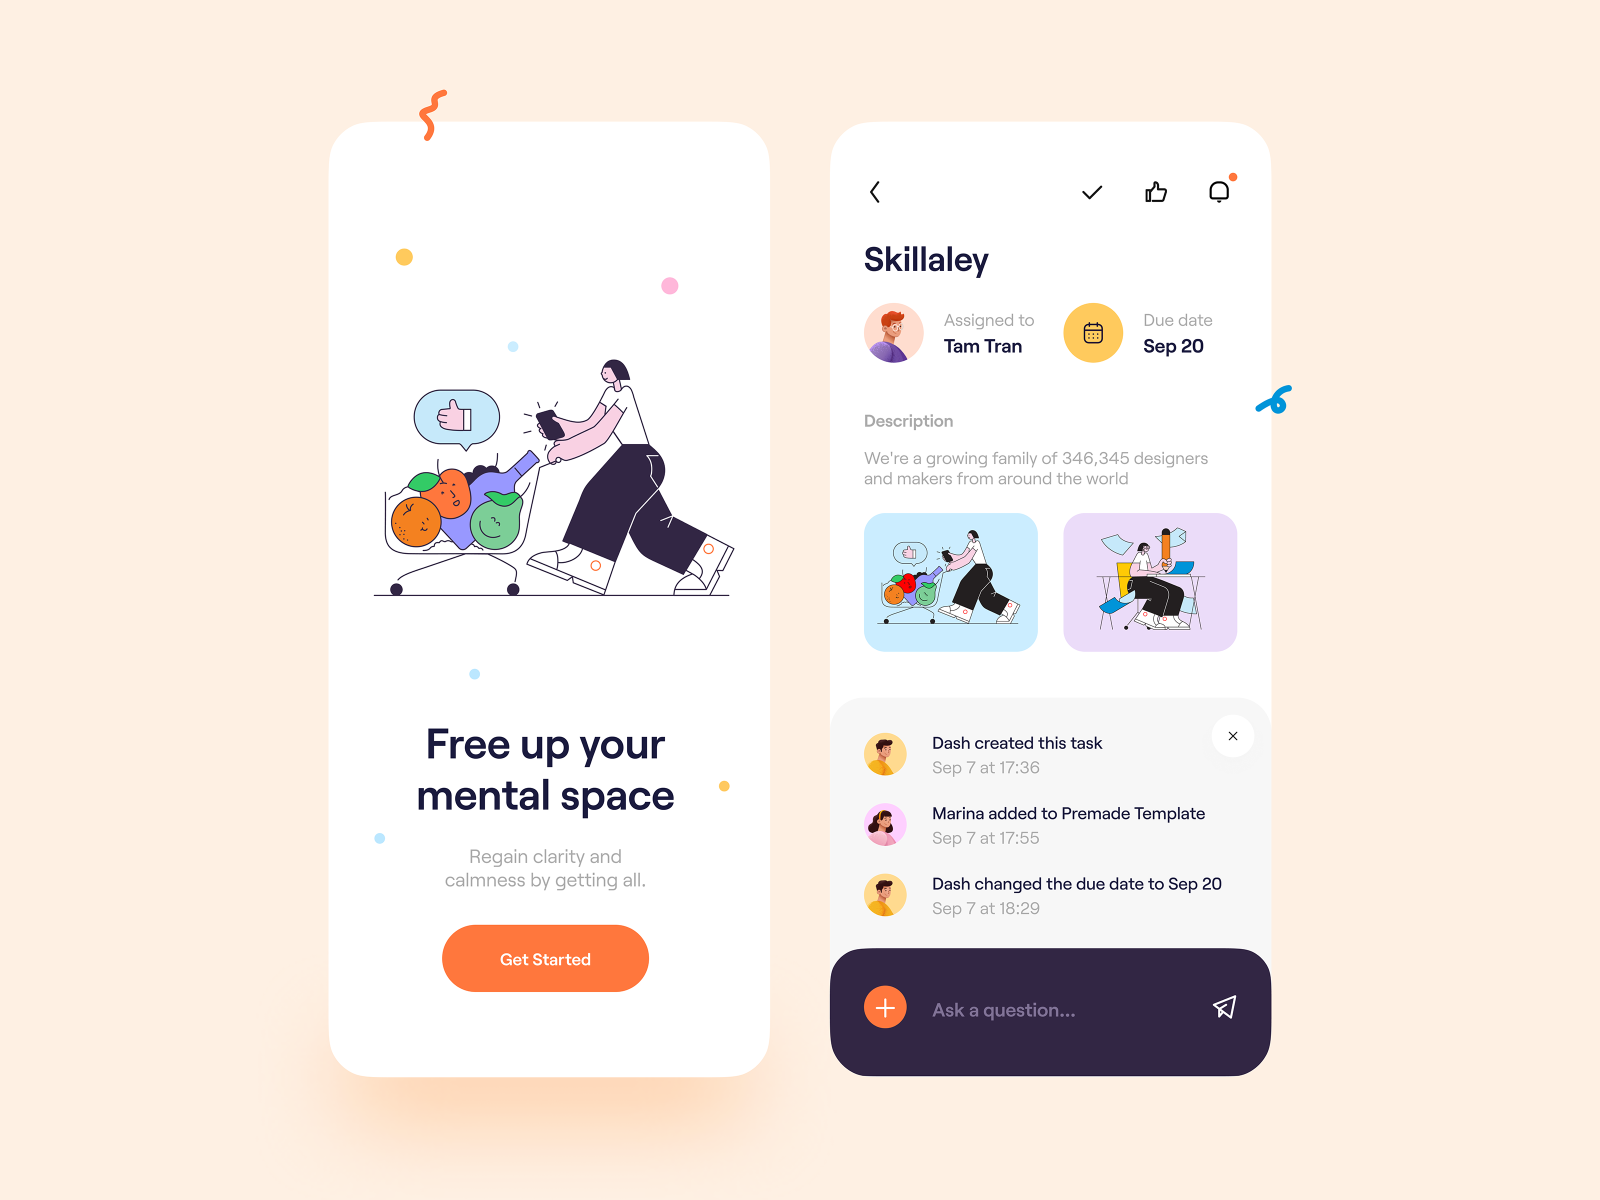 Free up your
mental space
Regain clarity and
calmness by getting all.
Get Started
Skillaley
Assigned to
Tam Tran
Due date
Sep 20
Description
We're a growing family of 346,345 designers
and makers from around the world
Dash created this task
Sep 7 at 17:36
Marina added to Premade Template
Sep 7 at 17:55
Dash changed the due date to Sep 20
Sep 7 at 18:29
Ask a question...